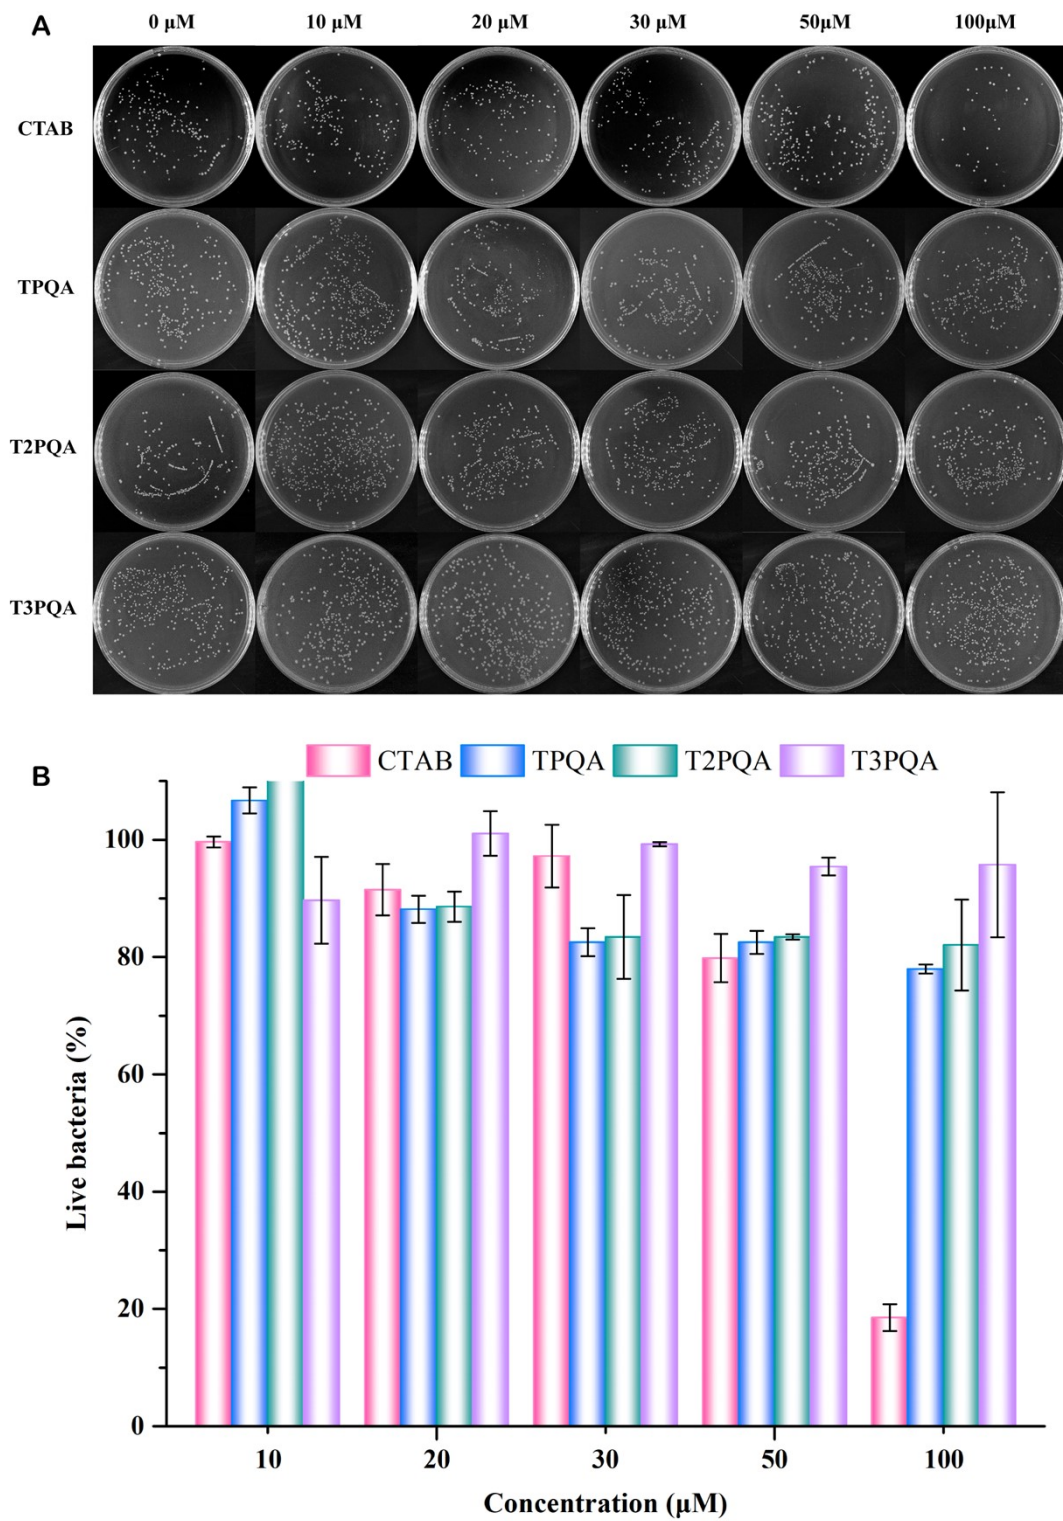 A
0 μM 10 μM 20 μM 30 μM 50μM 100μM
CTAB
TPQA
T2PQA
T3PQA
B
CTAB TPQA T2PQA T3PQA
100
80
60
40
20
0
Live bacteria (%)
10 20 30 50 100
Concentration (μM)